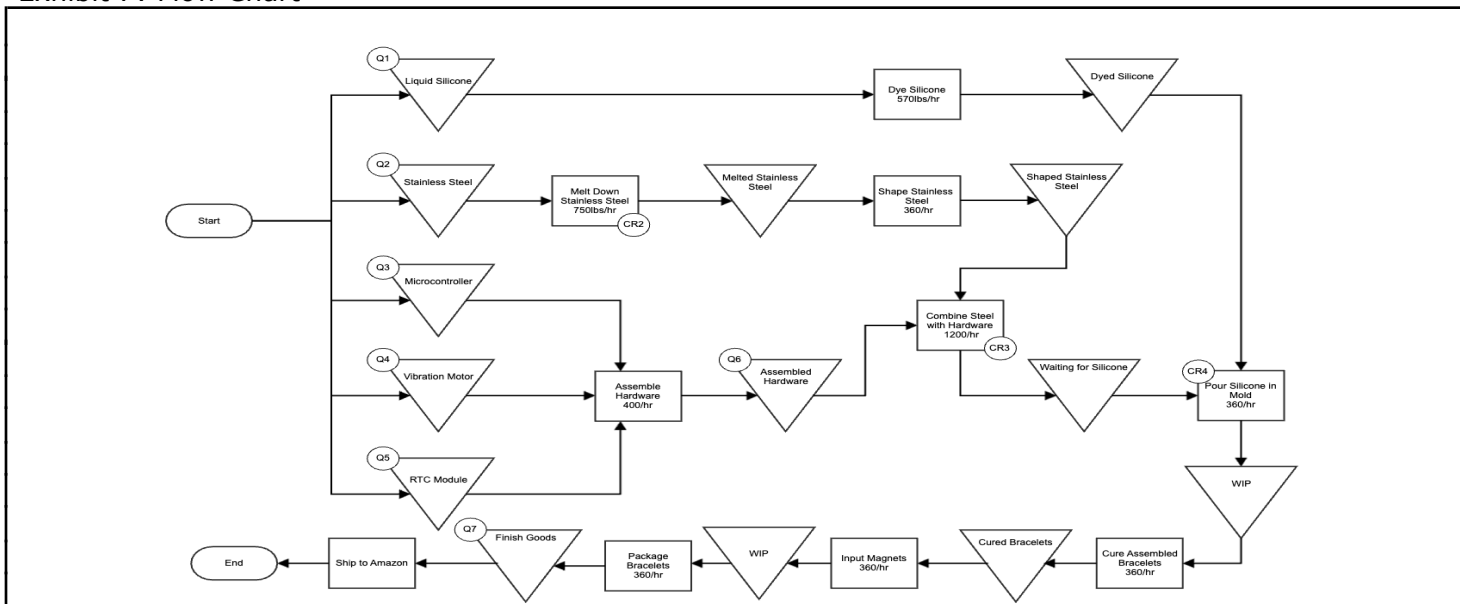 Exhibit A: Flow Chart
Q1
Liquid Silicone
Dye Silicone
570lbs/hr
Dyed Silicone
Q2
Stainless Steel
Melt Down
Stainless Steel
750lbs/hr
CR2
Melted Stainless
Steel
Shape Stainless
Steel
360/hr
Shaped Stainless
Steel
Start
Q3
Microcontroller
Combine Steel
with Hardware
1200/hr
CR3
Q4
Vibration Motor
Assemble
Hardware
400/hr
Q6
Assembled
Hardware
Waiting for Silicone
CR4
Pour Silicone in
Mold
360/hr
Q5
RTC Module
WIP
End
Ship to Amazon
Q7
Finish Goods
Package
Bracelets
360/hr
WIP
Input Magnets
360/hr
Cured Bracelets
Cure Assembled
Bracelets
360/hr